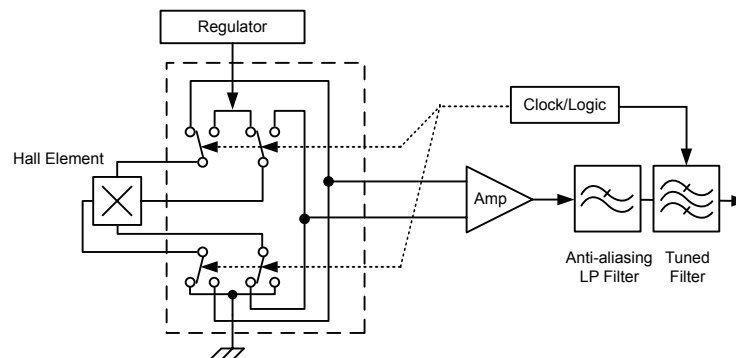 Regulator
Clock/Logic
Hall Element
Amp
Anti-aliasing
LP Filter
Tuned
Filter